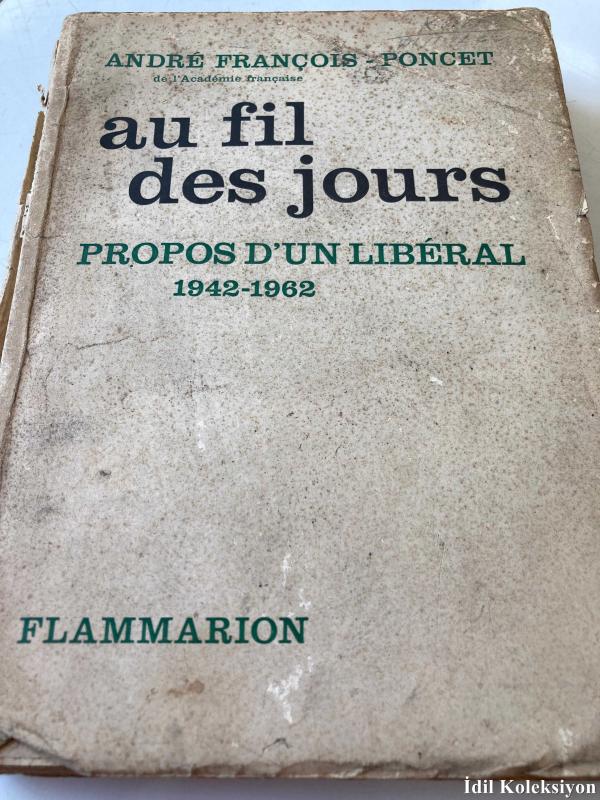 ANDRÉ FRANÇOIS - PONCET
de l'Académie française
au fil
des jours
PROPOS D'UN LIBÉRAL
1942-1962
FLAMMARION
İdil Koleksiyon